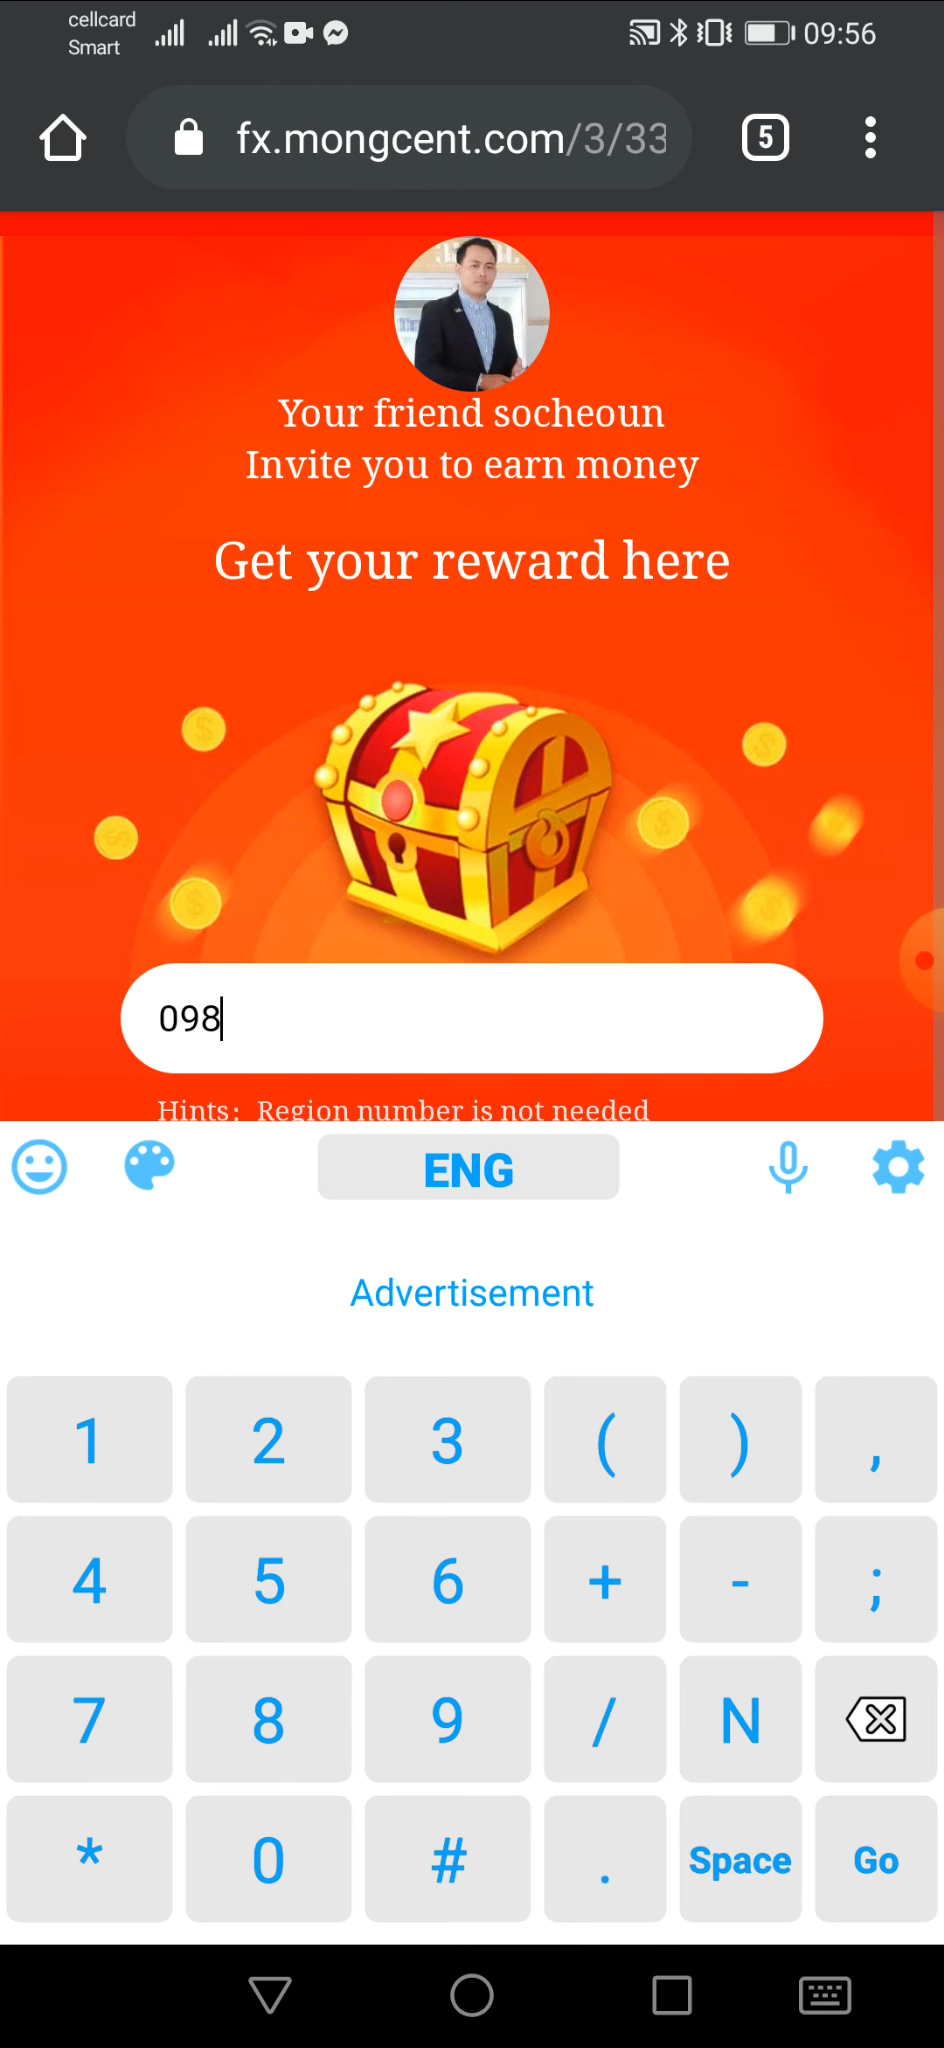 cellcard
Smart
09:56
fx.mongcent.com/3/33
5
Your friend socheoun
Invite you to earn money
Get your reward here
098
Hints: Region number is not needed
ENG
Advertisement
1 2 3 ( ) ,
4 5 6 + - ;
7 8 9 / N
* 0 # . Space Go